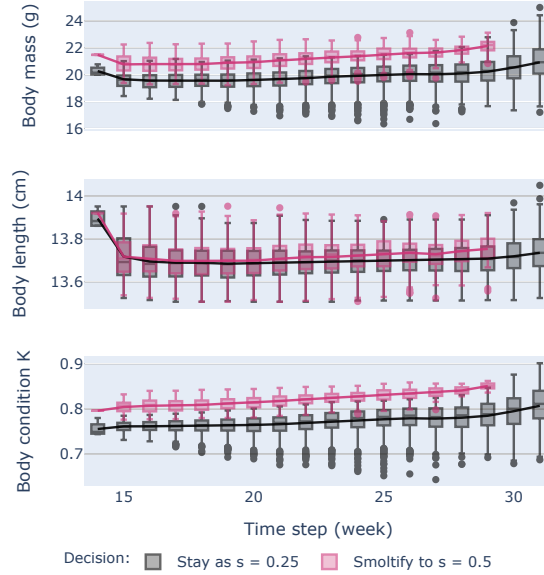 Body mass (g)
24
22
20
18
16
Body length (cm)
14
13.8
13.6
Body condition K
0.9
0.8
0.7
15
20
25
30
Time step (week)
Decision:
Stay as s = 0.25
Smoltify to s = 0.5